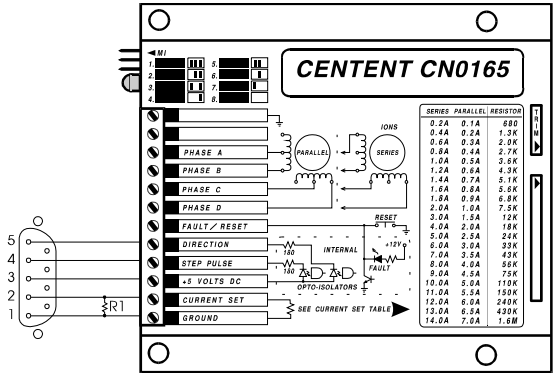 CENTENT CN0165
MI
1. 5.
2. 6.
3. 7.
4. 8.
PHASE A
PHASE B
PHASE C
PHASE D
FAULT/RESET
DIRECTION
STEP PULSE
+5 VOLTS DC
CURRENT SET
GROUND
IONS
PARALLEL
SERIES
RESET
INTERNAL
+12V
180
180
FAULT
OPTO-ISOLATORS
SEE CURRENT SET TABLE
5
4
3
2
1
R1
SERIES PARALLEL RESISTOR
0.2A 0.1A 680
0.4A 0.2A 1.3K
0.6A 0.3A 2.0K
0.8A 0.4A 2.7K
1.0A 0.5A 3.6K
1.2A 0.6A 4.3K
1.4A 0.7A 5.1K
1.6A 0.8A 5.6K
1.8A 0.9A 6.8K
2.0A 1.0A 7.5K
3.0A 1.5A 12K
4.0A 2.0A 18K
5.0A 2.5A 24K
6.0A 3.0A 33K
7.0A 3.5A 43K
8.0A 4.0A 56K
9.0A 4.5A 75K
10.0A 5.0A 110K
11.0A 5.5A 150K
12.0A 6.0A 240K
13.0A 6.5A 430K
14.0A 7.0A 1.6M
TRIM